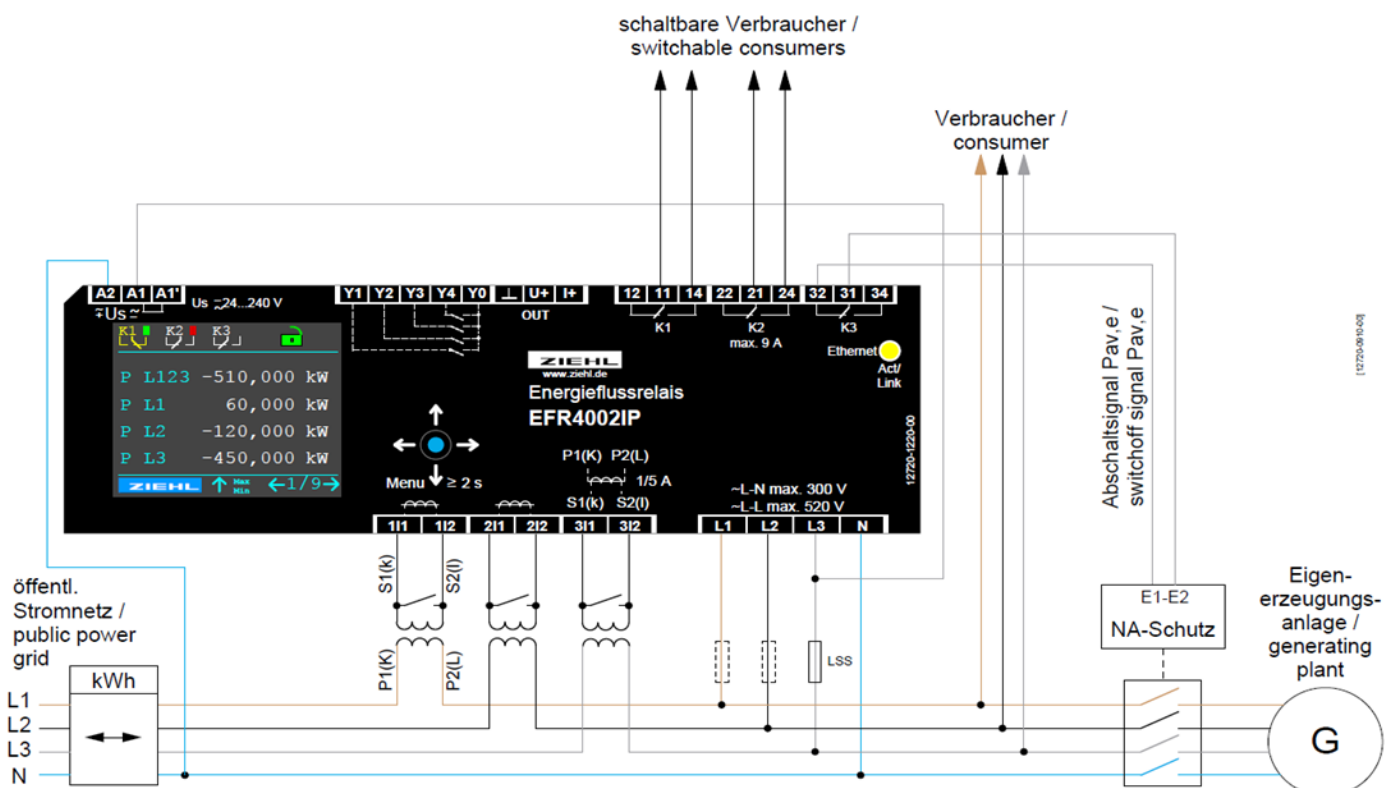 schaltbare Verbraucher /
switchable consumers
Verbraucher /
consumer
A2 A1 A1' Us ⩦24...240 V
Y1 Y2 Y3 Y4 Y0 ⊥ U+ I+
OUT
12 11 14 22 21 24 32 31 34
K1 K2 K3
max. 9 A
Us
K1 K2 K3
P L123 -510,000 kW
P L1 60,000 kW
P L2 -120,000 kW
P L3 -450,000 kW
ZIEHL ↑ Max Min ←1/9→
ZIEHL
www.ziehl.de
Energieflussrelais
EFR4002IP
Ethernet
Act/
Link
Menu ≥ 2 s
P1(K) P2(L)
1/5 A
S1(k) S2(l)
~L-N max. 300 V
~L-L max. 520 V
12720-1220-00
1I1 1I2 2I1 2I2 3I1 3I2 L1 L2 L3 N
S1(k) S2(l)
P1(K) P2(L)
LSS
Abschaltsignal Pav,e /
switchoff signal Pav,e
[12720-0910-00]
öffentl.
Stromnetz /
public power
grid
kWh
L1
L2
L3
N
E1-E2
NA-Schutz
Eigen-
erzeugungs-
anlage /
generating
plant
G